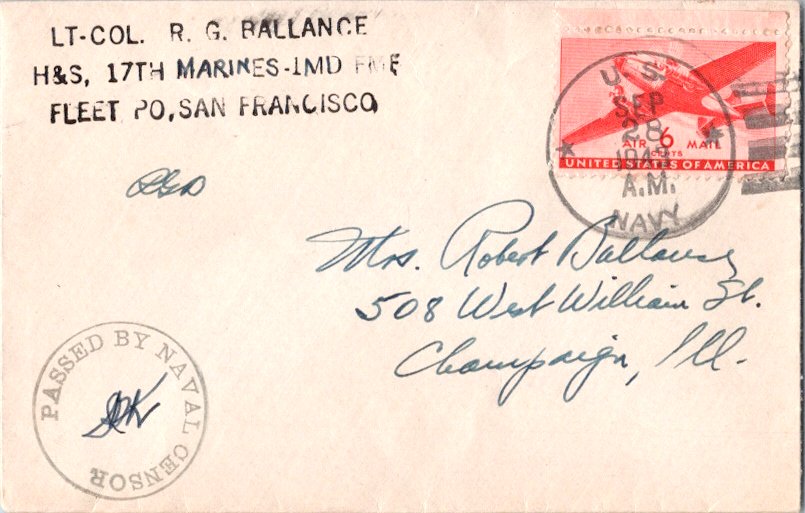 LT-COL. R. G. BALLANCE
H&S, 17TH MARINES-1MD FMF
FLEET PO, SAN FRANCISCO
U. S.
SEP
28
A.M.
NAVY
AIR 6 MAIL
CENTS
UNITED STATES OF AMERICA
Mrs. Robert Ballance
508 West William St.
Champaign, Ill.
PASSED BY NAVAL CENSOR